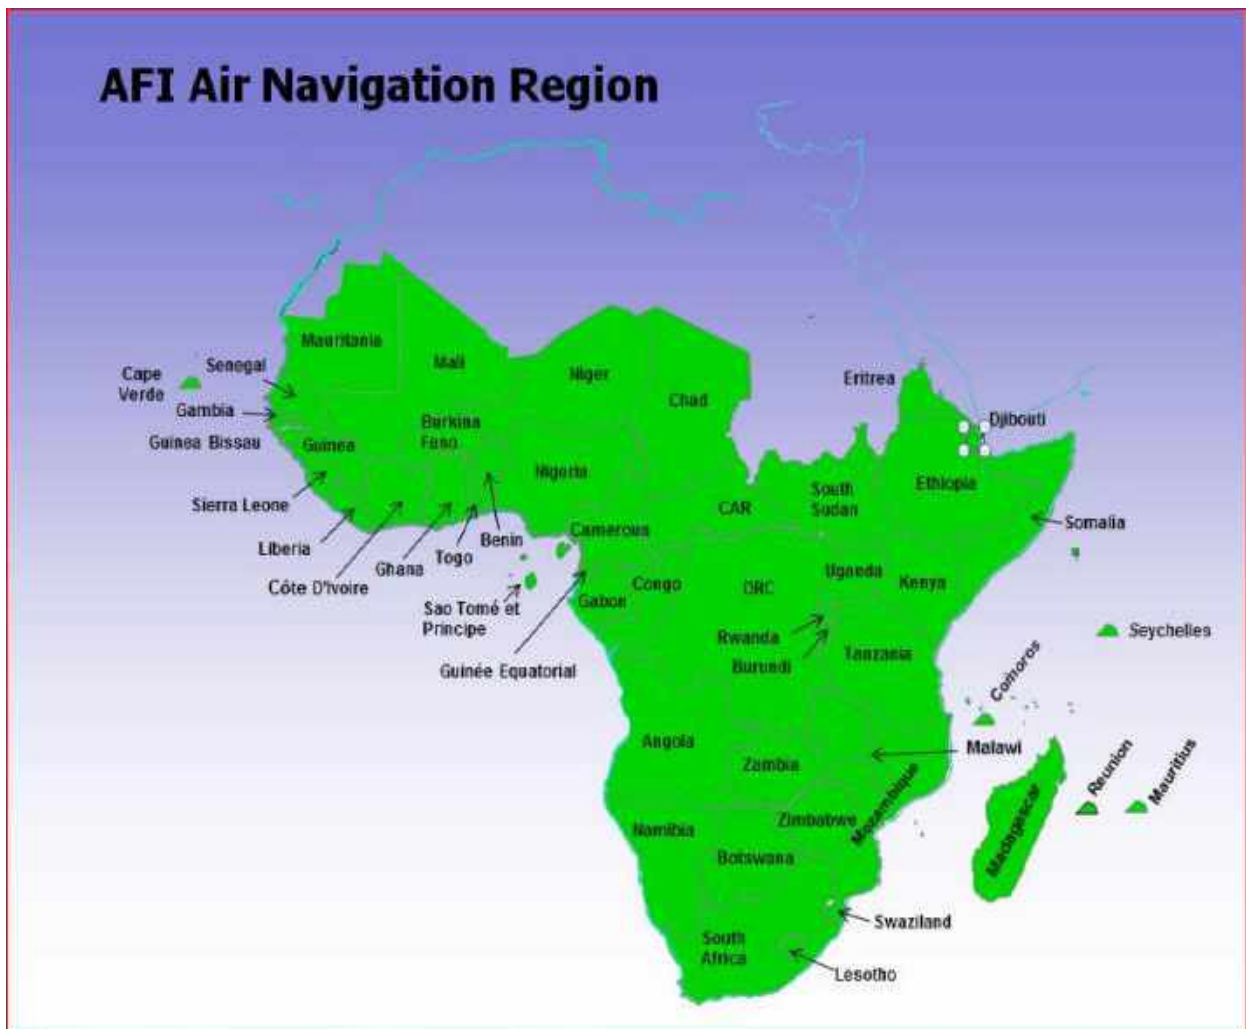 AFI Air Navigation Region
Mauritania
Mali
Niger
Chad
Eritrea
Djibouti
Cape
Verde
Senegal
Gambia
Guinea Bissau
Guinea
Burkina
Faso
Nigeria
Ethiopia
South
Sudan
CAR
Somalia
Sierra Leone
Liberia
Côte D'Ivoire
Ghana
Togo
Benin
Cameroun
Sao Tomé et
Principe
Guinée Equatorial
Gabon
Congo
DRC
Uganda
Kenya
Rwanda
Burundi
Tanzania
Seychelles
Comoros
Angola
Zambia
Malawi
Mozambique
Zimbabwe
Namibia
Botswana
Madagascar
Reunion
Mauritius
Swaziland
South
Africa
Lesotho